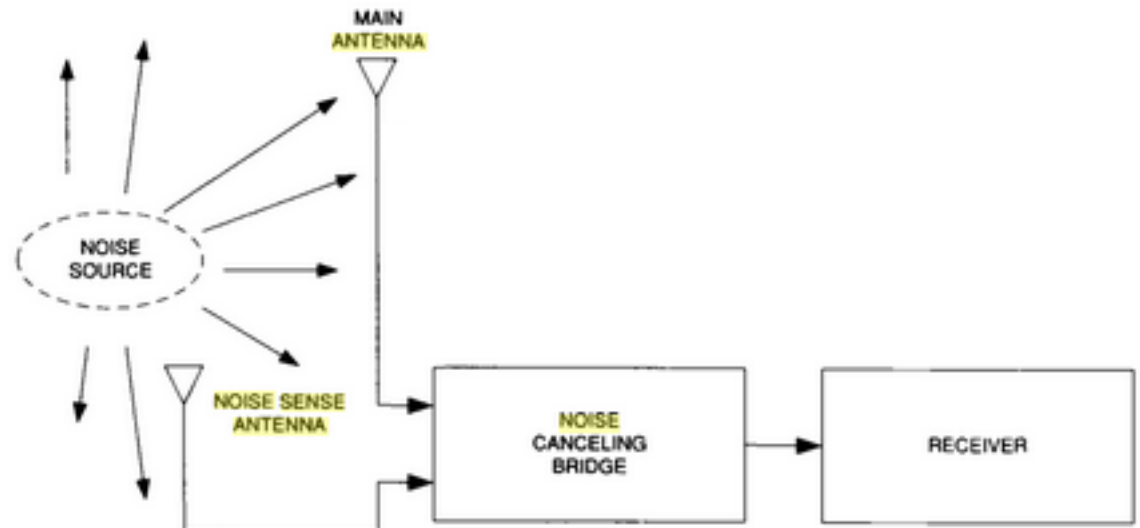 MAIN
ANTENNA
NOISE
SOURCE
NOISE SENSE
ANTENNA
NOISE
CANCELING
BRIDGE
RECEIVER